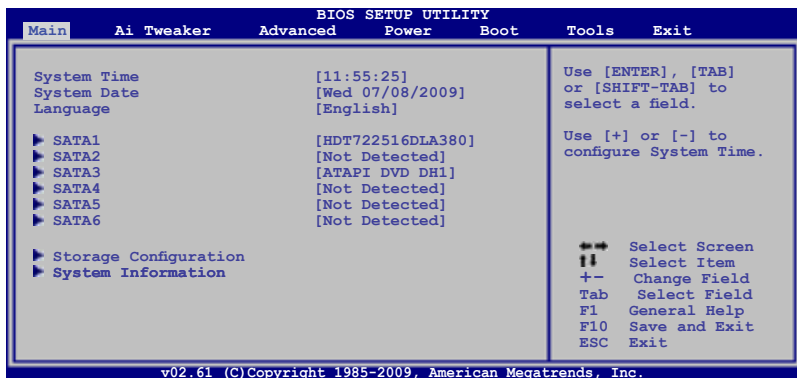 BIOS SETUP UTILITY
Main Ai Tweaker Advanced Power Boot Tools Exit
System Time [11:55:25]
System Date [Wed 07/08/2009]
Language [English]
SATA1 [HDT722516DLA380]
SATA2 [Not Detected]
SATA3 [ATAPI DVD DH1]
SATA4 [Not Detected]
SATA5 [Not Detected]
SATA6 [Not Detected]
Storage Configuration
System Information
Use [ENTER], [TAB]
or [SHIFT-TAB] to
select a field.
Use [+] or [-] to
configure System Time.
Select Screen
Select Item
+- Change Field
Tab Select Field
F1 General Help
F10 Save and Exit
ESC Exit
v02.61 (C)Copyright 1985-2009, American Megatrends, Inc.